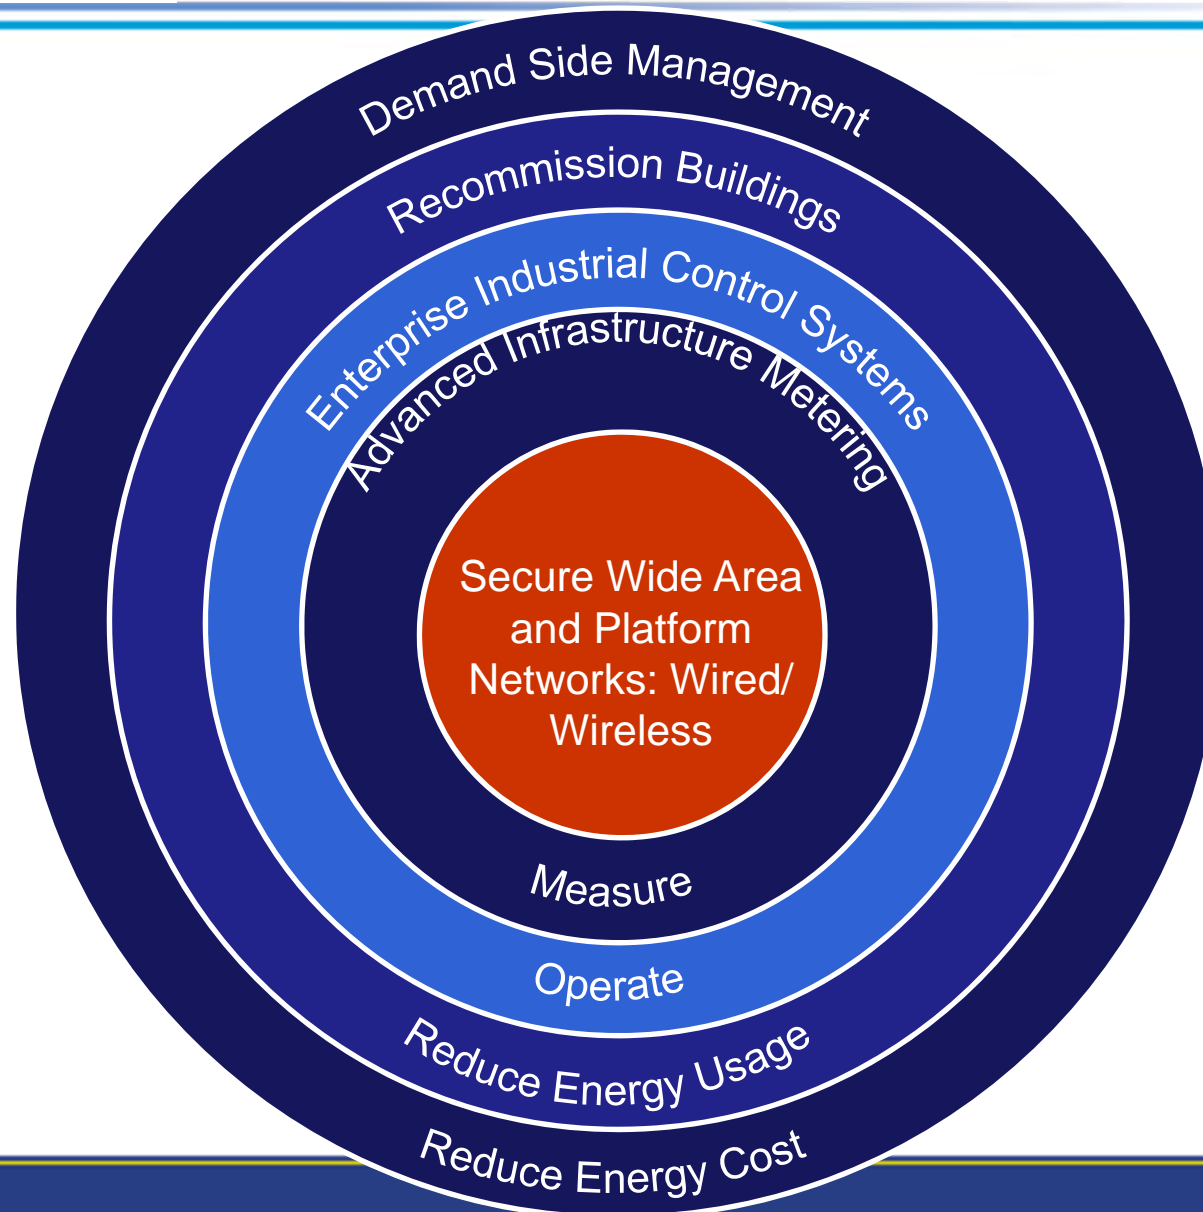 Demand Side Management
Recommission Buildings
Enterprise Industrial Control Systems
Advanced Infrastructure Metering
Secure Wide Area
and Platform
Networks: Wired/
Wireless
Measure
Operate
Reduce Energy Usage
Reduce Energy Cost